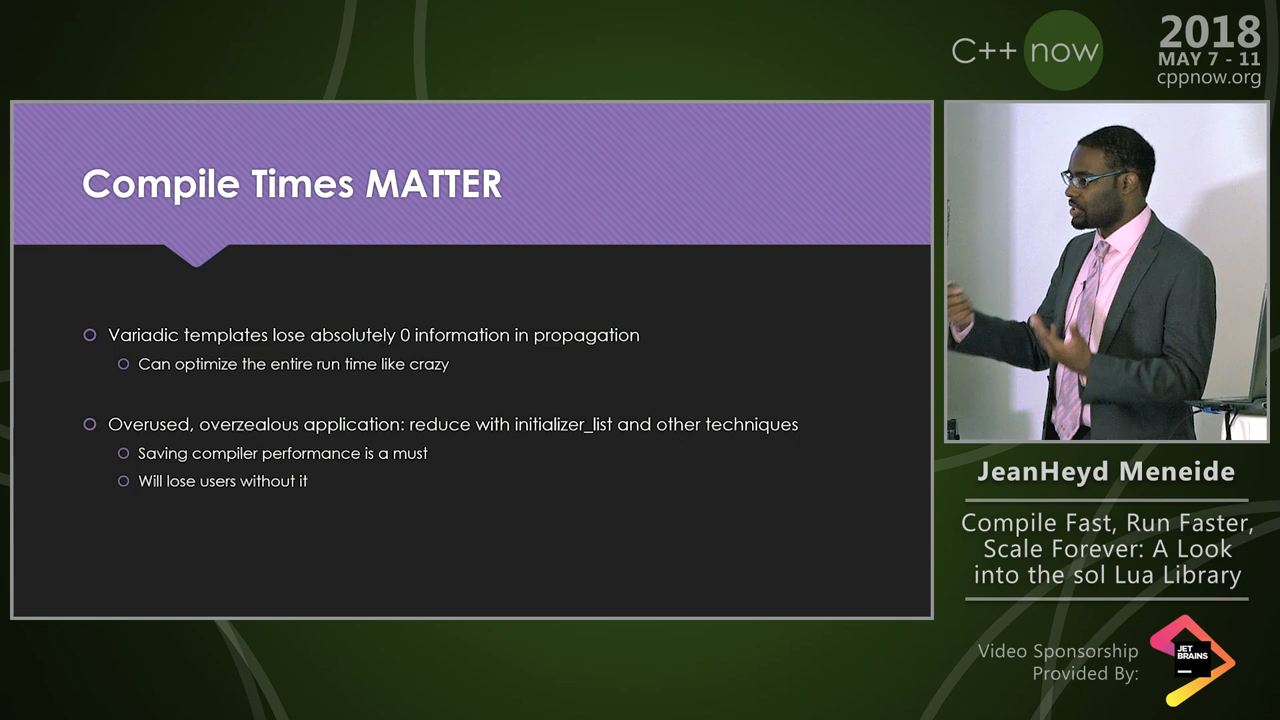 C++ now
2018
MAY 7 - 11
cppnow.org
Compile Times MATTER
Variadic templates lose absolutely 0 information in propagation
Can optimize the entire run time like crazy
Overused, overzealous application: reduce with initializer_list and other techniques
Saving compiler performance is a must
Will lose users without it
JeanHeyd Meneide
Compile Fast, Run Faster,
Scale Forever: A Look
into the sol Lua Library
Video Sponsorship
Provided By:
JET
BRAINS